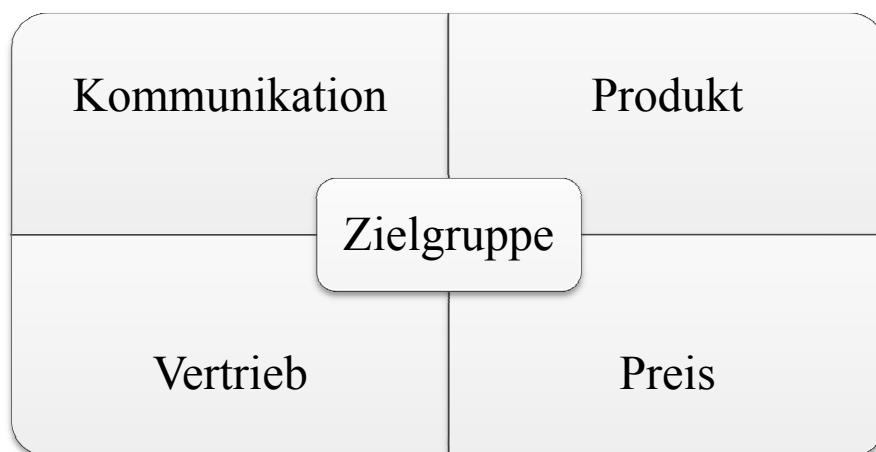 Kommunikation
Produkt
Zielgruppe
Vertrieb
Preis